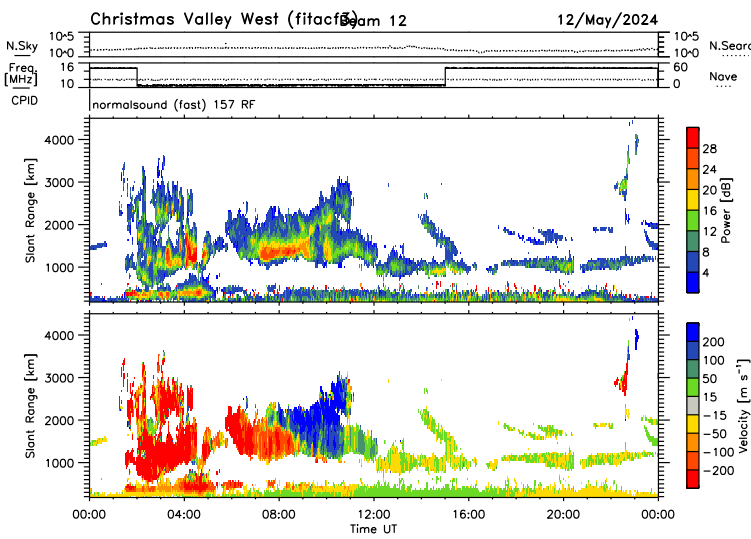 Christmas Valley West (fitacf3)
Beam 12
12/May/2024
N.Sky
10^5
10^0
10^5
10^0
N.Searc
Freq
[MHz]
16
10
60
0
Nave
CPID
normalsound (fast) 157 RF
Slant Range [km]
4000
3000
2000
1000
28
24
20
16
12
8
4
Power [dB]
Slant Range [km]
4000
3000
2000
1000
200
100
50
15
-15
-50
-100
-200
Velocity [m s⁻¹]
00:00 04:00 08:00 12:00 16:00 20:00 00:00
Time UT